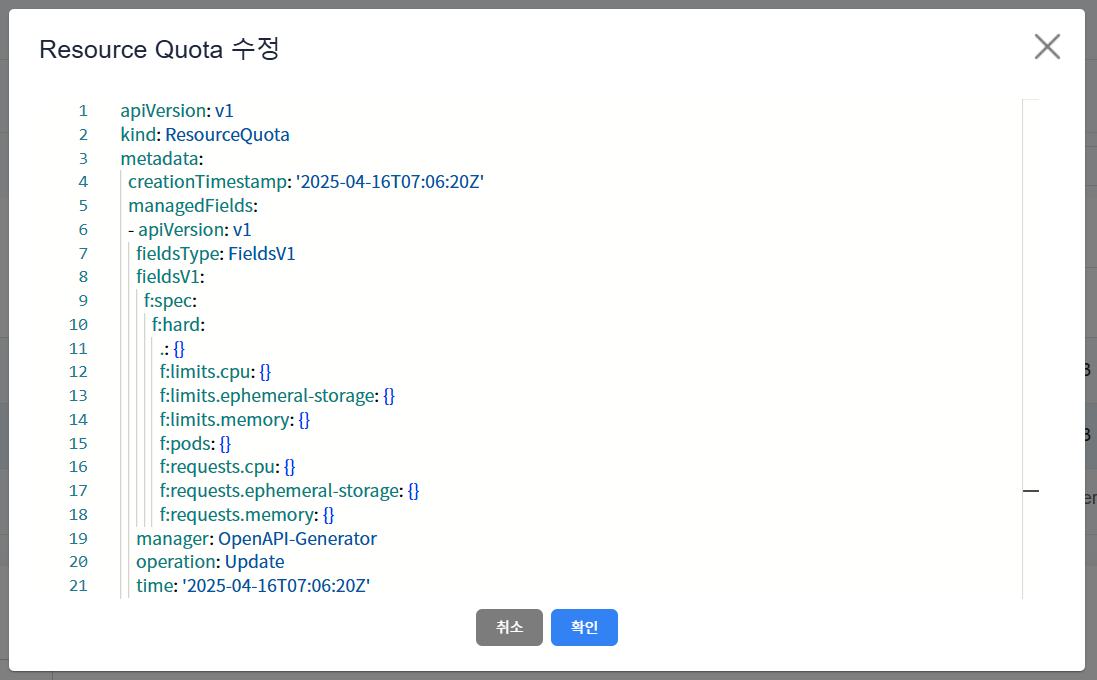 Resource Quota 수정
1 apiVersion: v1
2 kind: ResourceQuota
3 metadata:
4 creationTimestamp: '2025-04-16T07:06:20Z'
5 managedFields:
6 - apiVersion: v1
7 fieldsType: FieldsV1
8 fieldsV1:
9 f:spec:
10 f:hard:
11 .: {}
12 f:limits.cpu: {}
13 f:limits.ephemeral-storage: {}
14 f:limits.memory: {}
15 f:pods: {}
16 f:requests.cpu: {}
17 f:requests.ephemeral-storage: {}
18 f:requests.memory: {}
19 manager: OpenAPI-Generator
20 operation: Update
21 time: '2025-04-16T07:06:20Z'
취소 확인